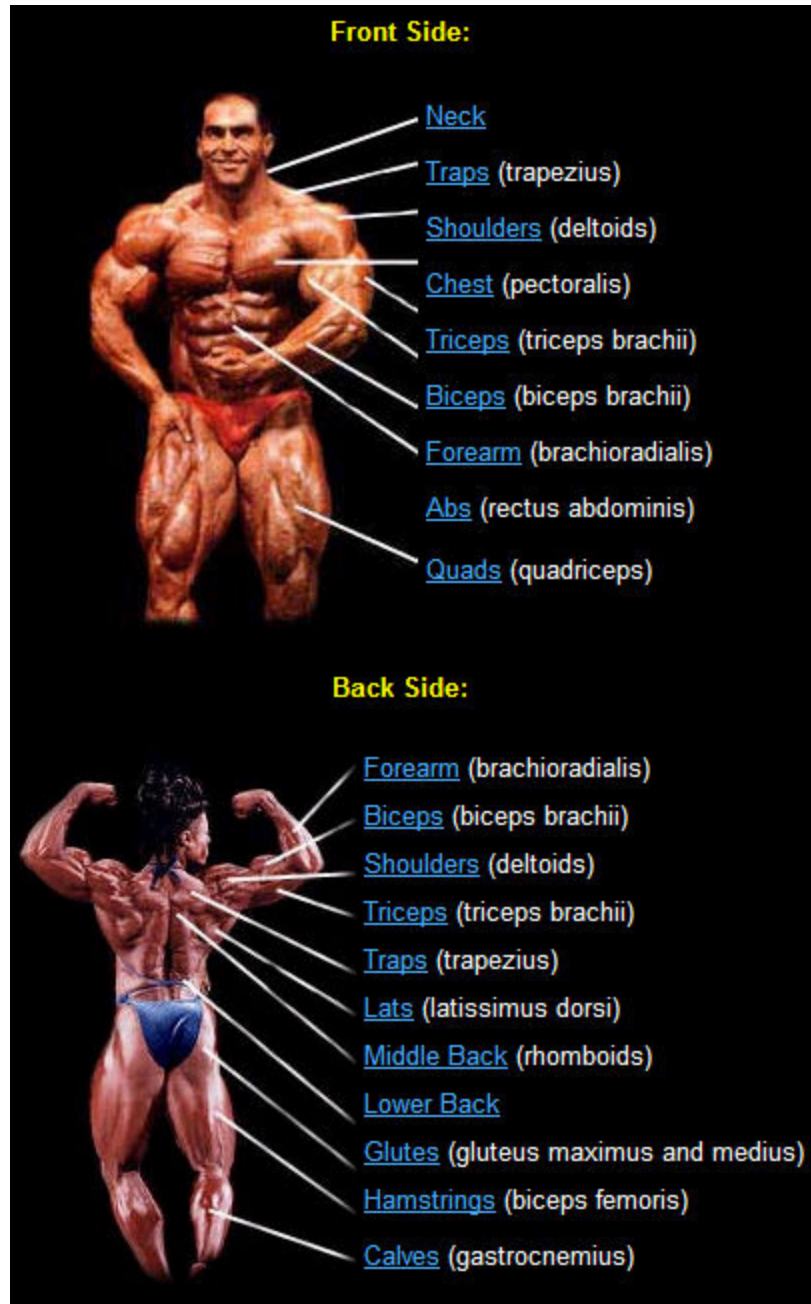 Front Side:
Neck
Traps (trapezius)
Shoulders (deltoids)
Chest (pectoralis)
Triceps (triceps brachii)
Biceps (biceps brachii)
Forearm (brachioradialis)
Abs (rectus abdominis)
Quads (quadriceps)
Back Side:
Forearm (brachioradialis)
Biceps (biceps brachii)
Shoulders (deltoids)
Triceps (triceps brachii)
Traps (trapezius)
Lats (latissimus dorsi)
Middle Back (rhomboids)
Lower Back
Glutes (gluteus maximus and medius)
Hamstrings (biceps femoris)
Calves (gastrocnemius)